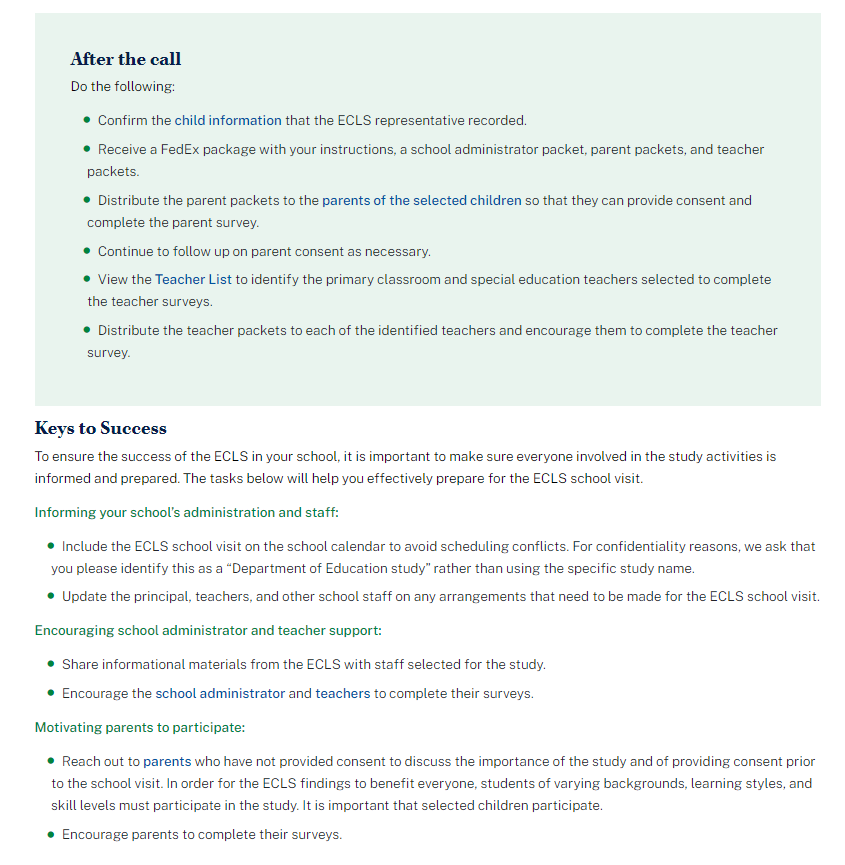 After the call
Do the following:
Confirm the child information that the ECLS representative recorded.
Receive a FedEx package with your instructions, a school administrator packet, parent packets, and teacher
packets.
Distribute the parent packets to the parents of the selected children so that they can provide consent and
complete the parent survey.
Continue to follow up on parent consent as necessary.
View the Teacher List to identify the primary classroom and special education teachers selected to complete
the teacher surveys.
Distribute the teacher packets to each of the identified teachers and encourage them to complete the teacher
survey.
Keys to Success
To ensure the success of the ECLS in your school, it is important to make sure everyone involved in the study activities is
informed and prepared. The tasks below will help you effectively prepare for the ECLS school visit.
Informing your school's administration and staff:
Include the ECLS school visit on the school calendar to avoid scheduling conflicts. For confidentiality reasons, we ask that
you please identify this as a “Department of Education study” rather than using the specific study name.
Update the principal, teachers, and other school staff on any arrangements that need to be made for the ECLS school visit.
Encouraging school administrator and teacher support:
Share informational materials from the ECLS with staff selected for the study.
Encourage the school administrator and teachers to complete their surveys.
Motivating parents to participate:
Reach out to parents who have not provided consent to discuss the importance of the study and of providing consent prior
to the school visit. In order for the ECLS findings to benefit everyone, students of varying backgrounds, learning styles, and
skill levels must participate in the study. It is important that selected children participate.
Encourage parents to complete their surveys.